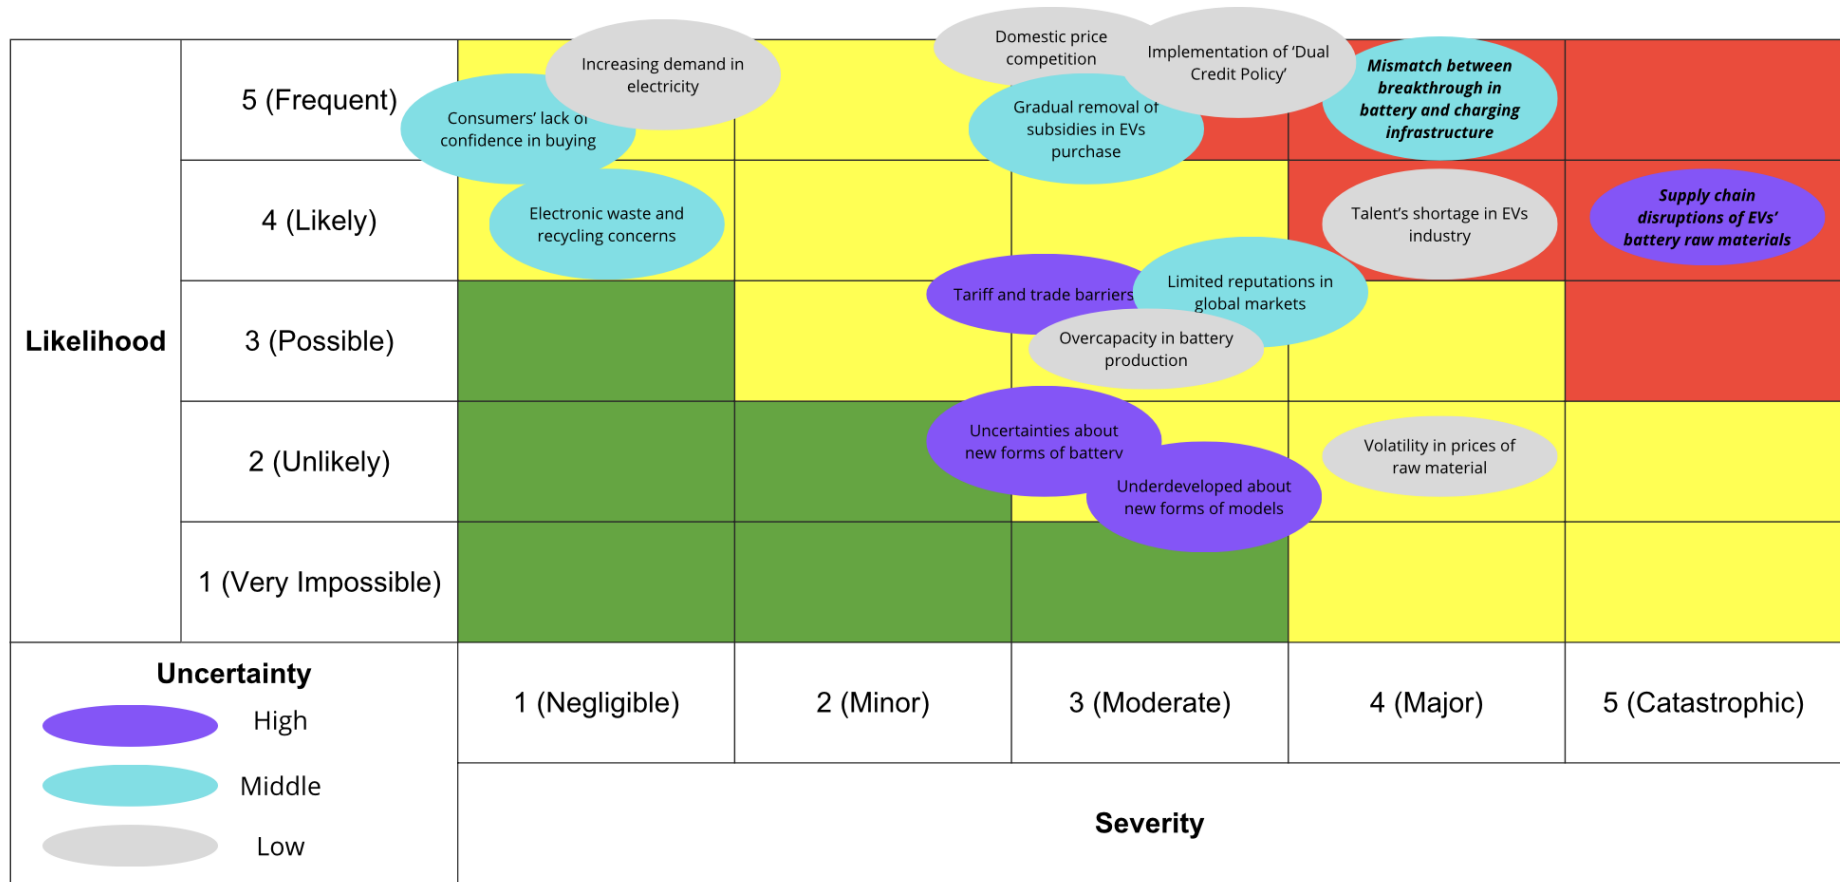 Domestic price
competition
Implementation of ‘Dual
Credit Policy’
Increasing demand in
electricity
Mismatch between
breakthrough in
battery and charging
infrastructure
5 (Frequent)
Consumers’ lack of
confidence in buying
Gradual removal of
subsidies in EVs
purchase
4 (Likely)
Electronic waste and
recycling concerns
Talent’s shortage in EVs
industry
Supply chain
disruptions of EVs’
battery raw materials
Tariff and trade barriers
Limited reputations in
global markets
Likelihood
3 (Possible)
Overcapacity in battery
production
2 (Unlikely)
Uncertainties about
new forms of battery
Volatility in prices of
raw material
Underdeveloped about
new forms of models
1 (Very Impossible)
Uncertainty
High
Middle
Low
1 (Negligible)
2 (Minor)
3 (Moderate)
4 (Major)
5 (Catastrophic)
Severity